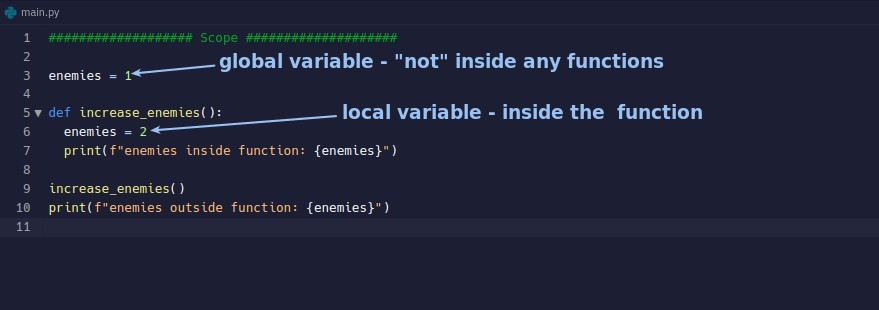 main.py
1 ################### Scope ####################
2
3 enemies = 1 global variable - "not" inside any functions
4
5 def increase_enemies(): local variable - inside the  function
6   enemies = 2
7   print(f"enemies inside function: {enemies}")
8
9 increase_enemies()
10 print(f"enemies outside function: {enemies}")
11